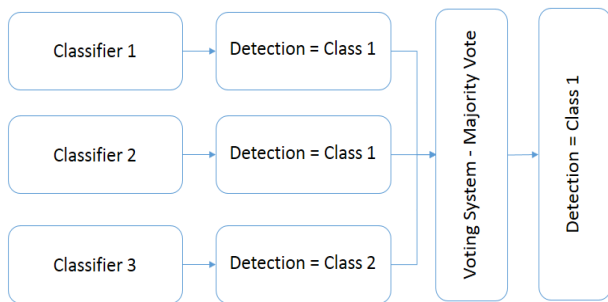 Classifier 1
Detection = Class 1
Classifier 2
Detection = Class 1
Classifier 3
Detection = Class 2
Voting System - Majority Vote
Detection = Class 1